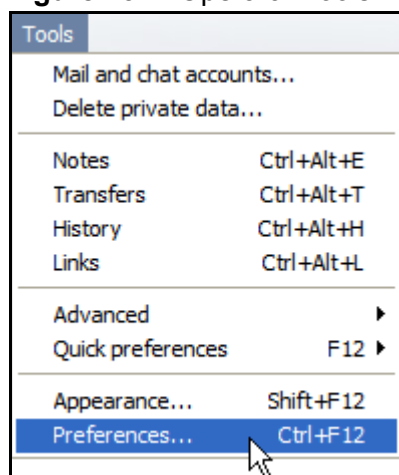 Tools
Mail and chat accounts...
Delete private data...
Notes Ctrl+Alt+E
Transfers Ctrl+Alt+T
History Ctrl+Alt+H
Links Ctrl+Alt+L
Advanced
Quick preferences F12
Appearance... Shift+F12
Preferences... Ctrl+F12